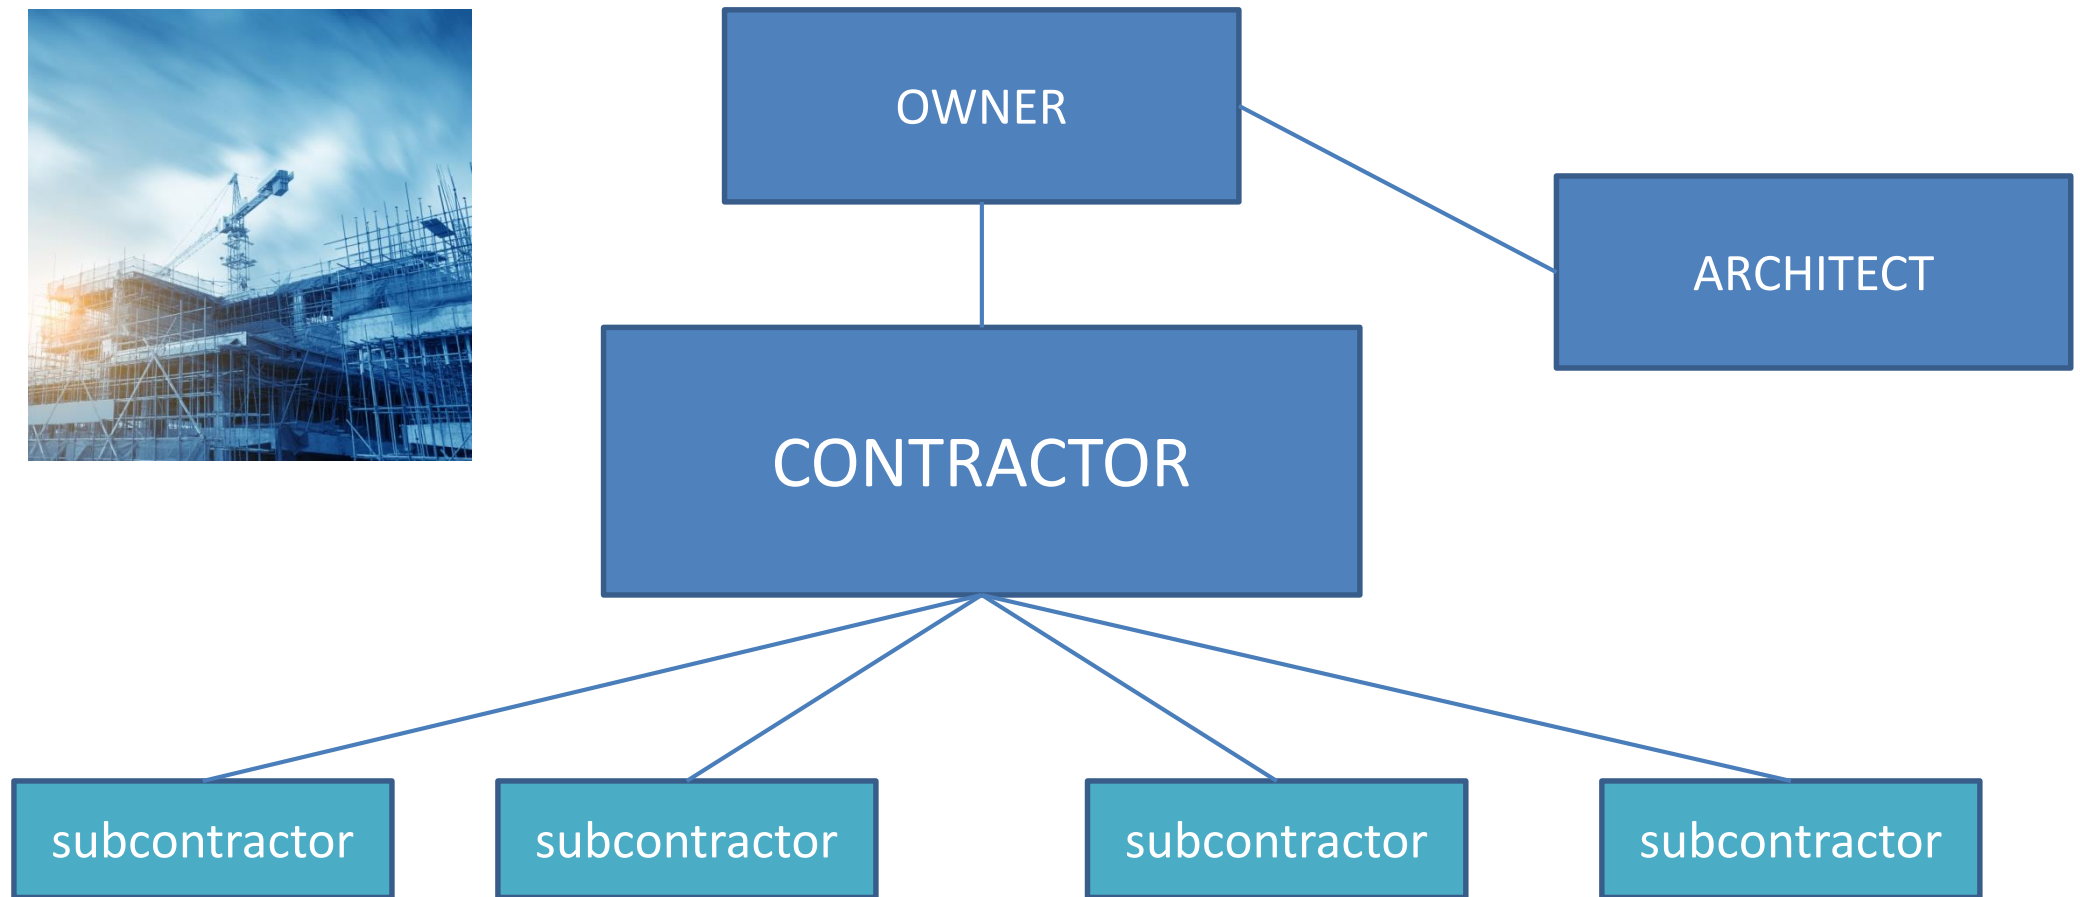 OWNER
ARCHITECT
CONTRACTOR
subcontractor
subcontractor
subcontractor
subcontractor